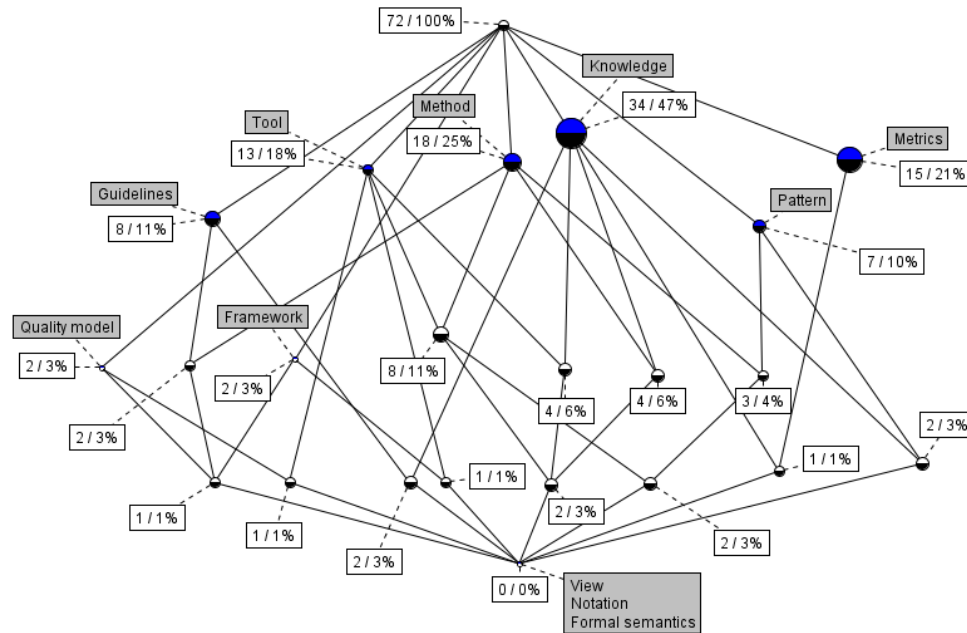 72 / 100%
Knowledge
34 / 47%
Method
18 / 25%
Tool
13 / 18%
Metrics
15 / 21%
Guidelines
8 / 11%
Pattern
7 / 10%
Quality model
2 / 3%
Framework
2 / 3%
8 / 11%
4 / 6%
4 / 6%
3 / 4%
2 / 3%
2 / 3%
1 / 1%
1 / 1%
2 / 3%
1 / 1%
1 / 1%
2 / 3%
2 / 3%
0 / 0%
View
Notation
Formal semantics